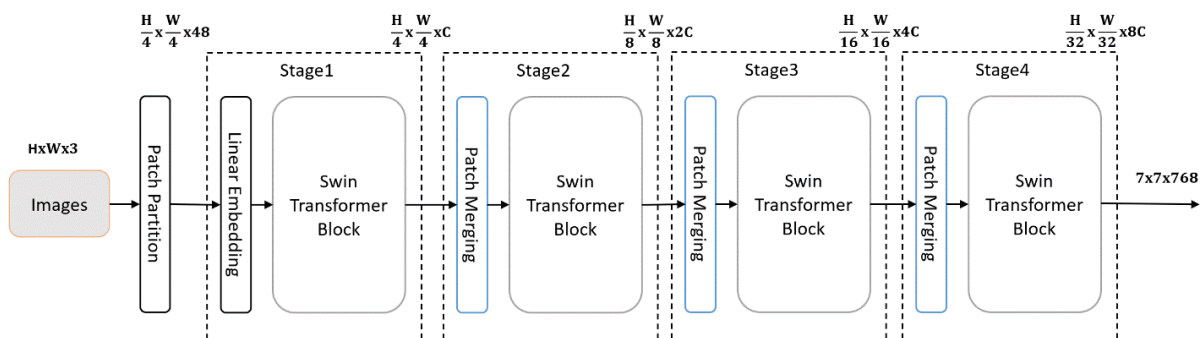 H/4 x W/4 x48
H/4 x W/4 xC
H/8 x W/8 x2C
H/16 x W/16 x4C
H/32 x W/32 x8C
Stage1
Stage2
Stage3
Stage4
HxWx3
Images
Patch Partition
Linear Embedding
Swin
Transformer
Block
Patch Merging
Swin
Transformer
Block
Patch Merging
Swin
Transformer
Block
Patch Merging
Swin
Transformer
Block
7x7x768